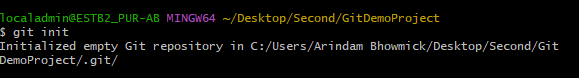 localadmin@ESTB2_PUR-AB MINGW64 ~/Desktop/Second/GitDemoProject
$ git init
Initialized empty Git repository in C:/Users/Arindam Bhowmick/Desktop/Second/Git
DemoProject/.git/